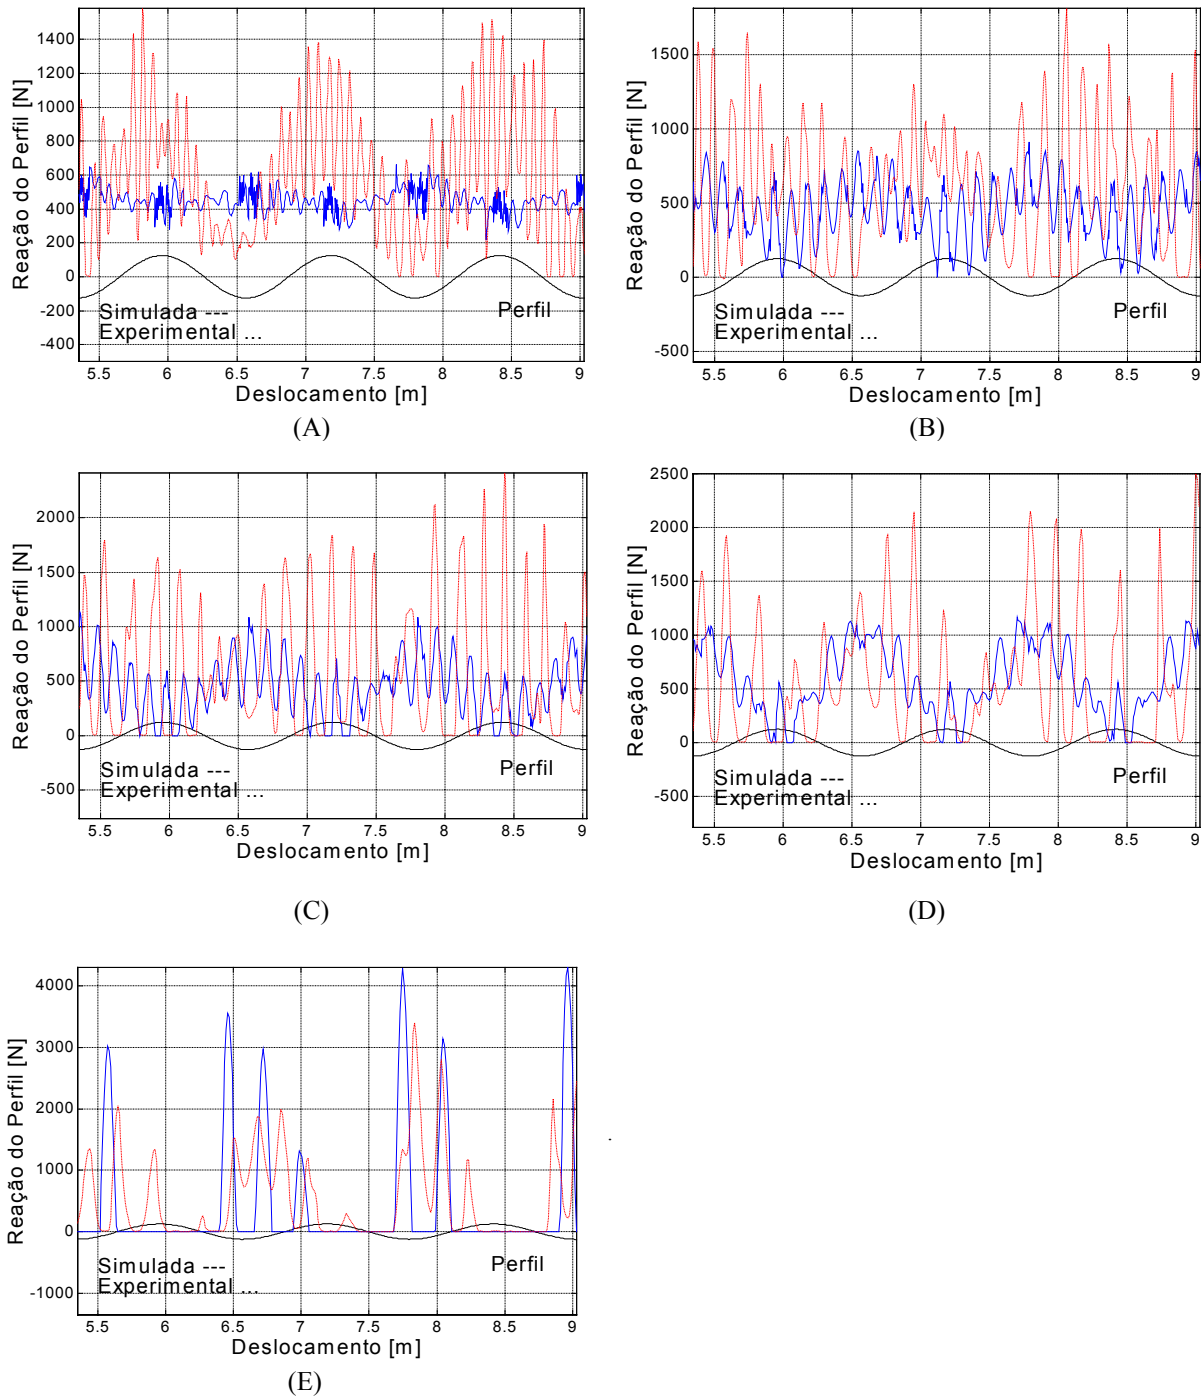 1400
1200
1000
800
600
400
200
0
-200
-400
Reação do Perfil [N]
Simulada ---
Experimental ...
Perfil
5.5 6 6.5 7 7.5 8 8.5 9
Deslocamento [m]
(A)
1500
1000
500
0
-500
Reação do Perfil [N]
Simulada ---
Experimental ...
Perfil
5.5 6 6.5 7 7.5 8 8.5 9
Deslocamento [m]
(B)
2000
1500
1000
500
0
-500
Reação do Perfil [N]
Simulada ---
Experimental ...
Perfil
5.5 6 6.5 7 7.5 8 8.5 9
Deslocamento [m]
(C)
2500
2000
1500
1000
500
0
-500
Reação do Perfil [N]
Simulada ---
Experimental ...
Perfil
5.5 6 6.5 7 7.5 8 8.5 9
Deslocamento [m]
(D)
4000
3000
2000
1000
0
-1000
Reação do Perfil [N]
Simulada ---
Experimental ...
Perfil
5.5 6 6.5 7 7.5 8 8.5 9
Deslocamento [m]
(E)